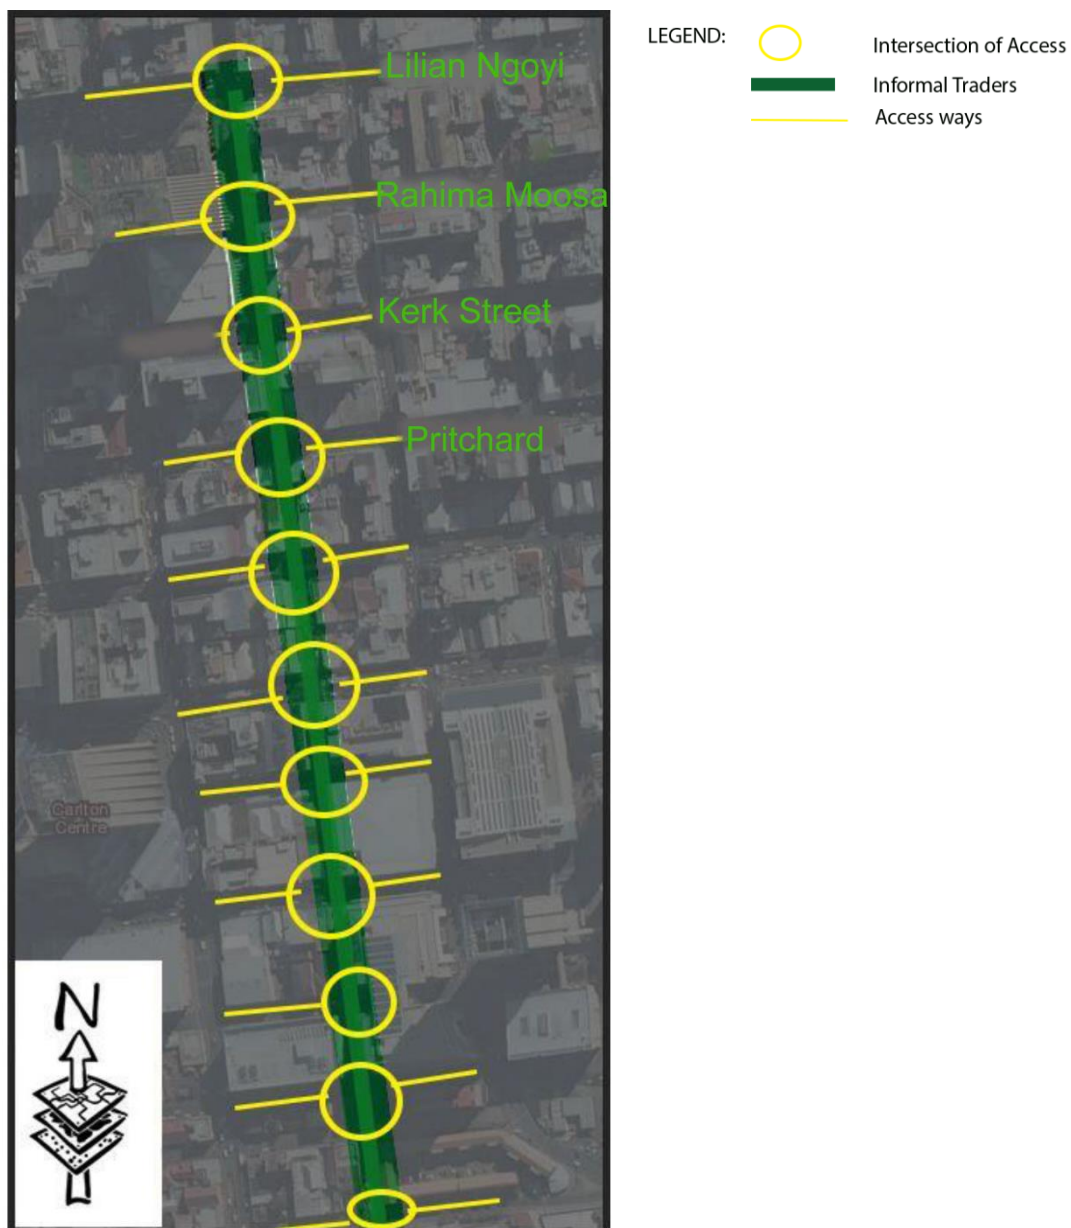 LEGEND:
Intersection of Access
Informal Traders
Access ways
Lilian Ngoyi
Rahima Moosa
Kerk Street
Pritchard
Carlton
Centre
N